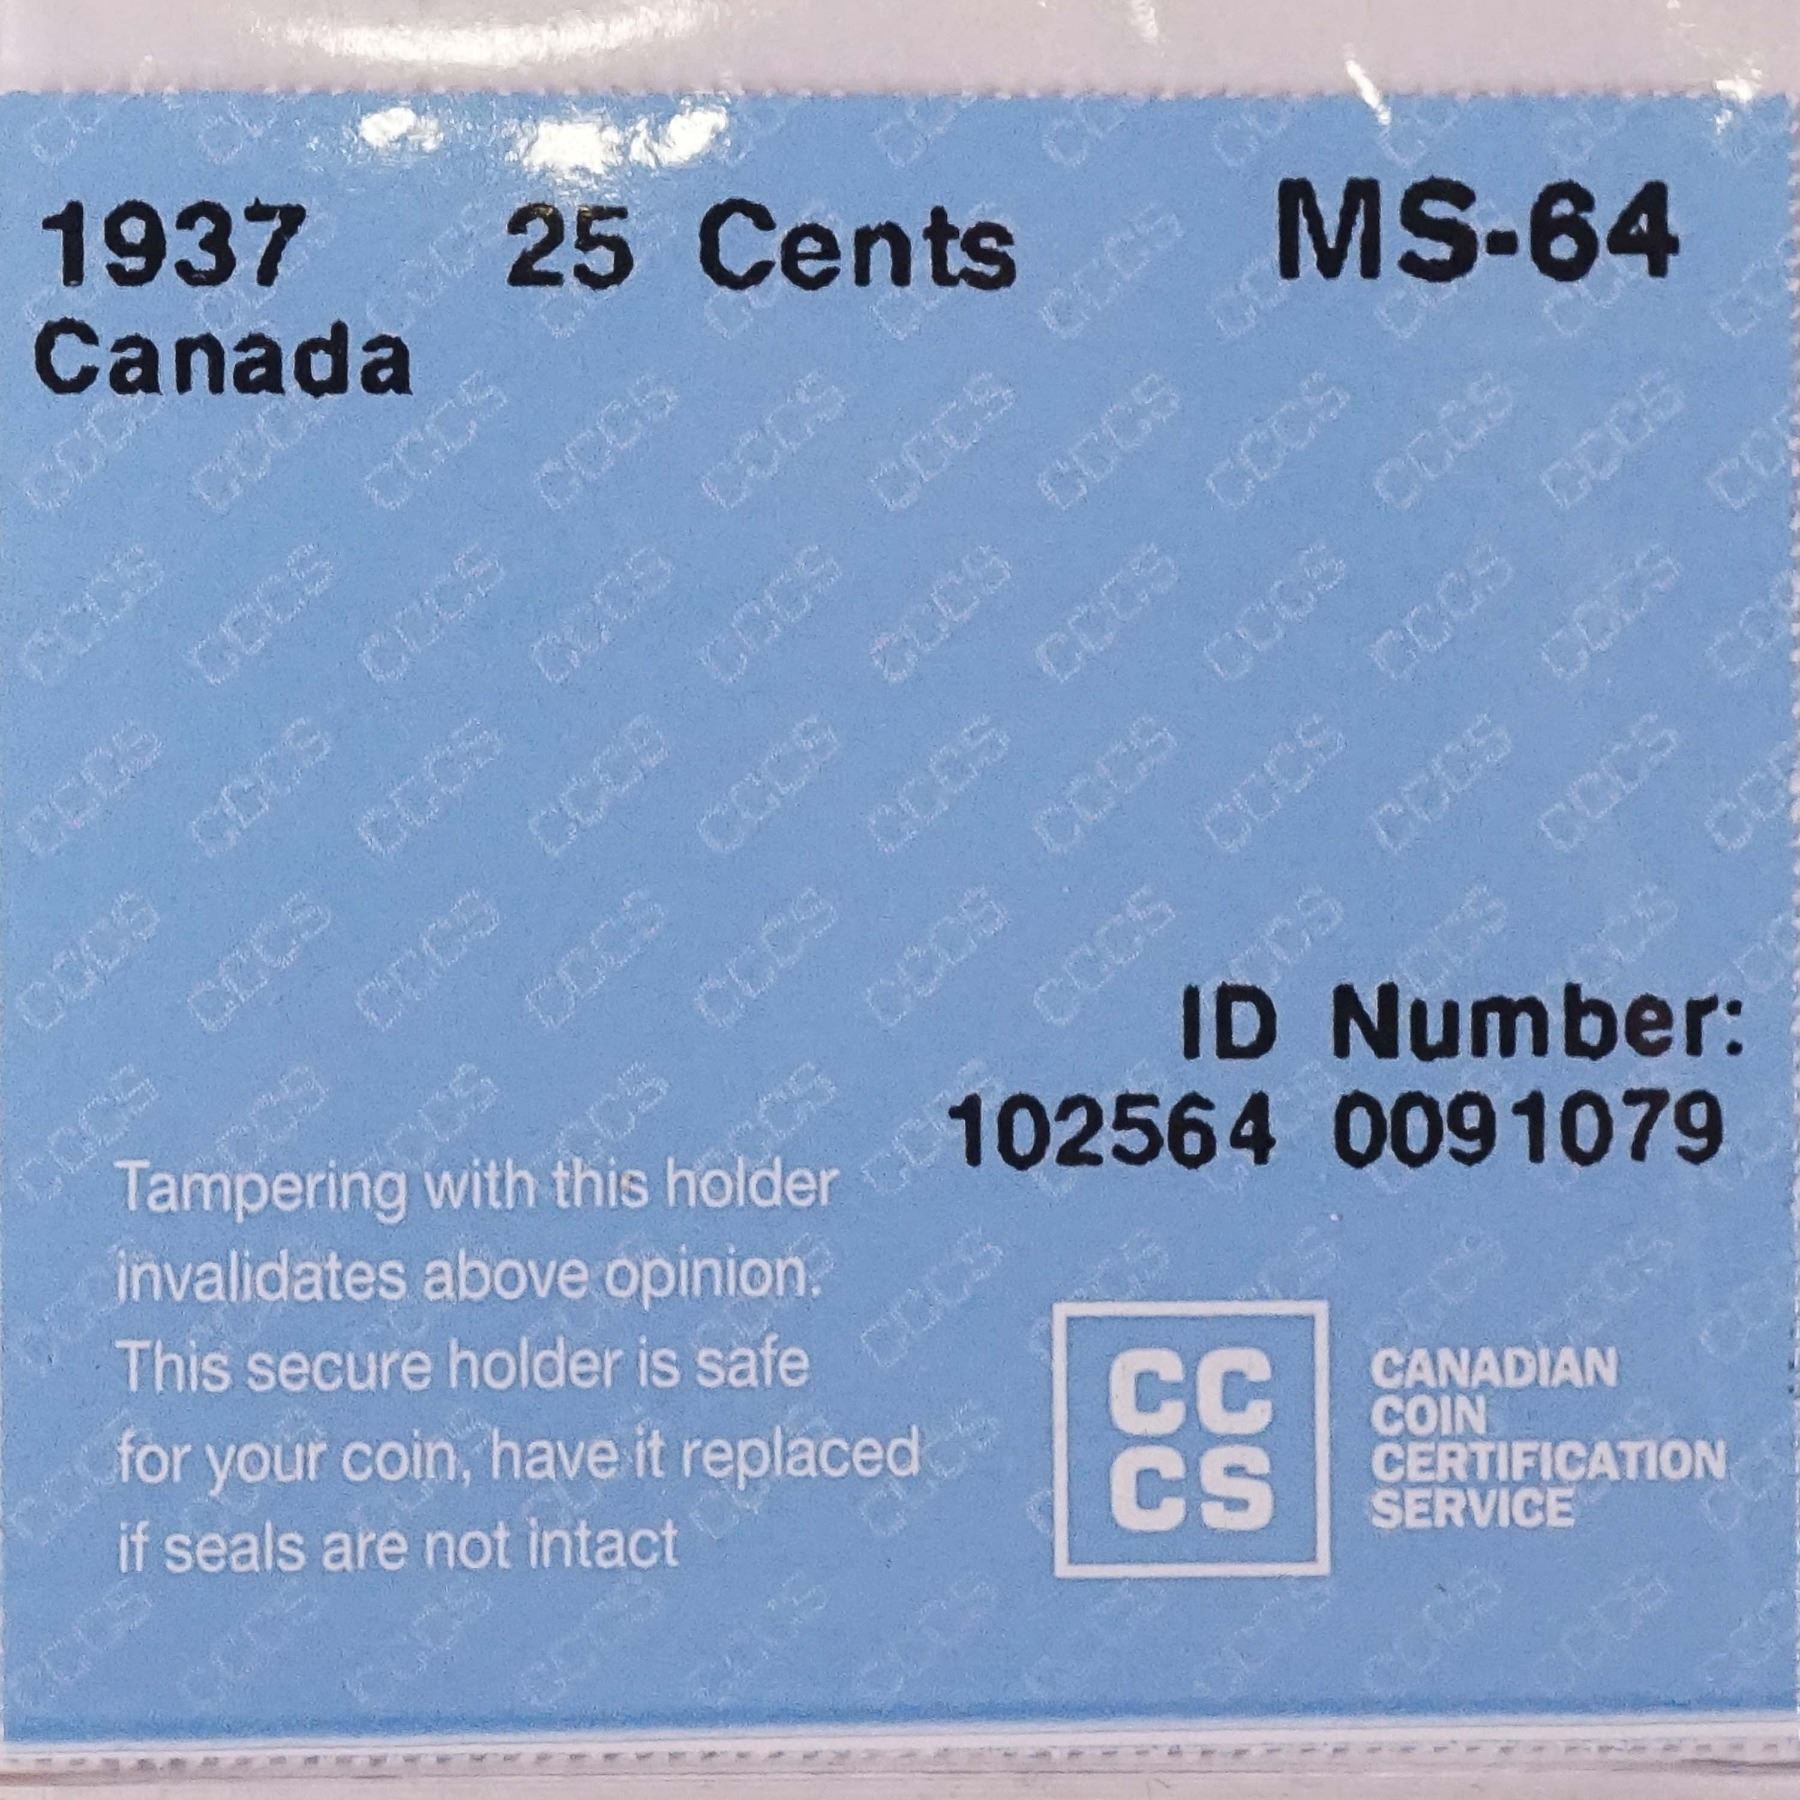 1937 25 Cents MS-64
Canada
ID Number:
102564 0091079
Tampering with this holder
invalidates above opinion.
This secure holder is safe
for your coin, have it replaced
if seals are not intact
CC
CS
CANADIAN
COIN
CERTIFICATION
SERVICE